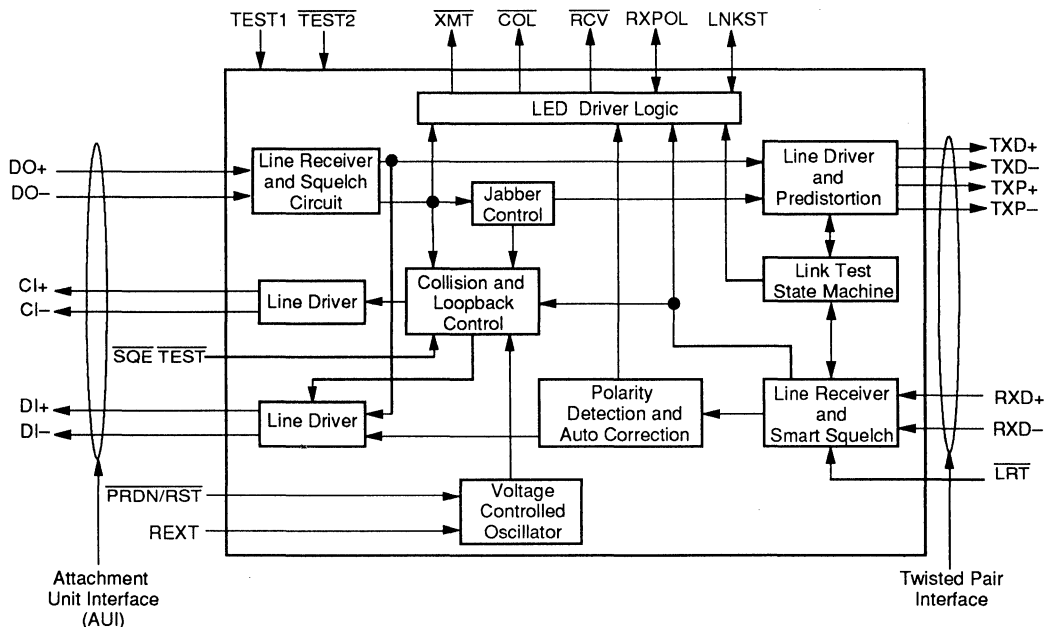 TEST1 TEST2 XMT COL RCV RXPOL LNKST
LED Driver Logic
DO+
DO–
Line Receiver
and Squelch
Circuit
Jabber
Control
Line Driver
and
Predistortion
TXD+
TXD–
TXP+
TXP–
CI+
CI–
Line Driver
Collision and
Loopback
Control
Link Test
State Machine
SQE TEST
DI+
DI–
Line Driver
Polarity
Detection and
Auto Correction
Line Receiver
and
Smart Squelch
RXD+
RXD–
LRT
PRDN/RST
REXT
Voltage
Controlled
Oscillator
Attachment
Unit Interface
(AUI)
Twisted Pair
Interface